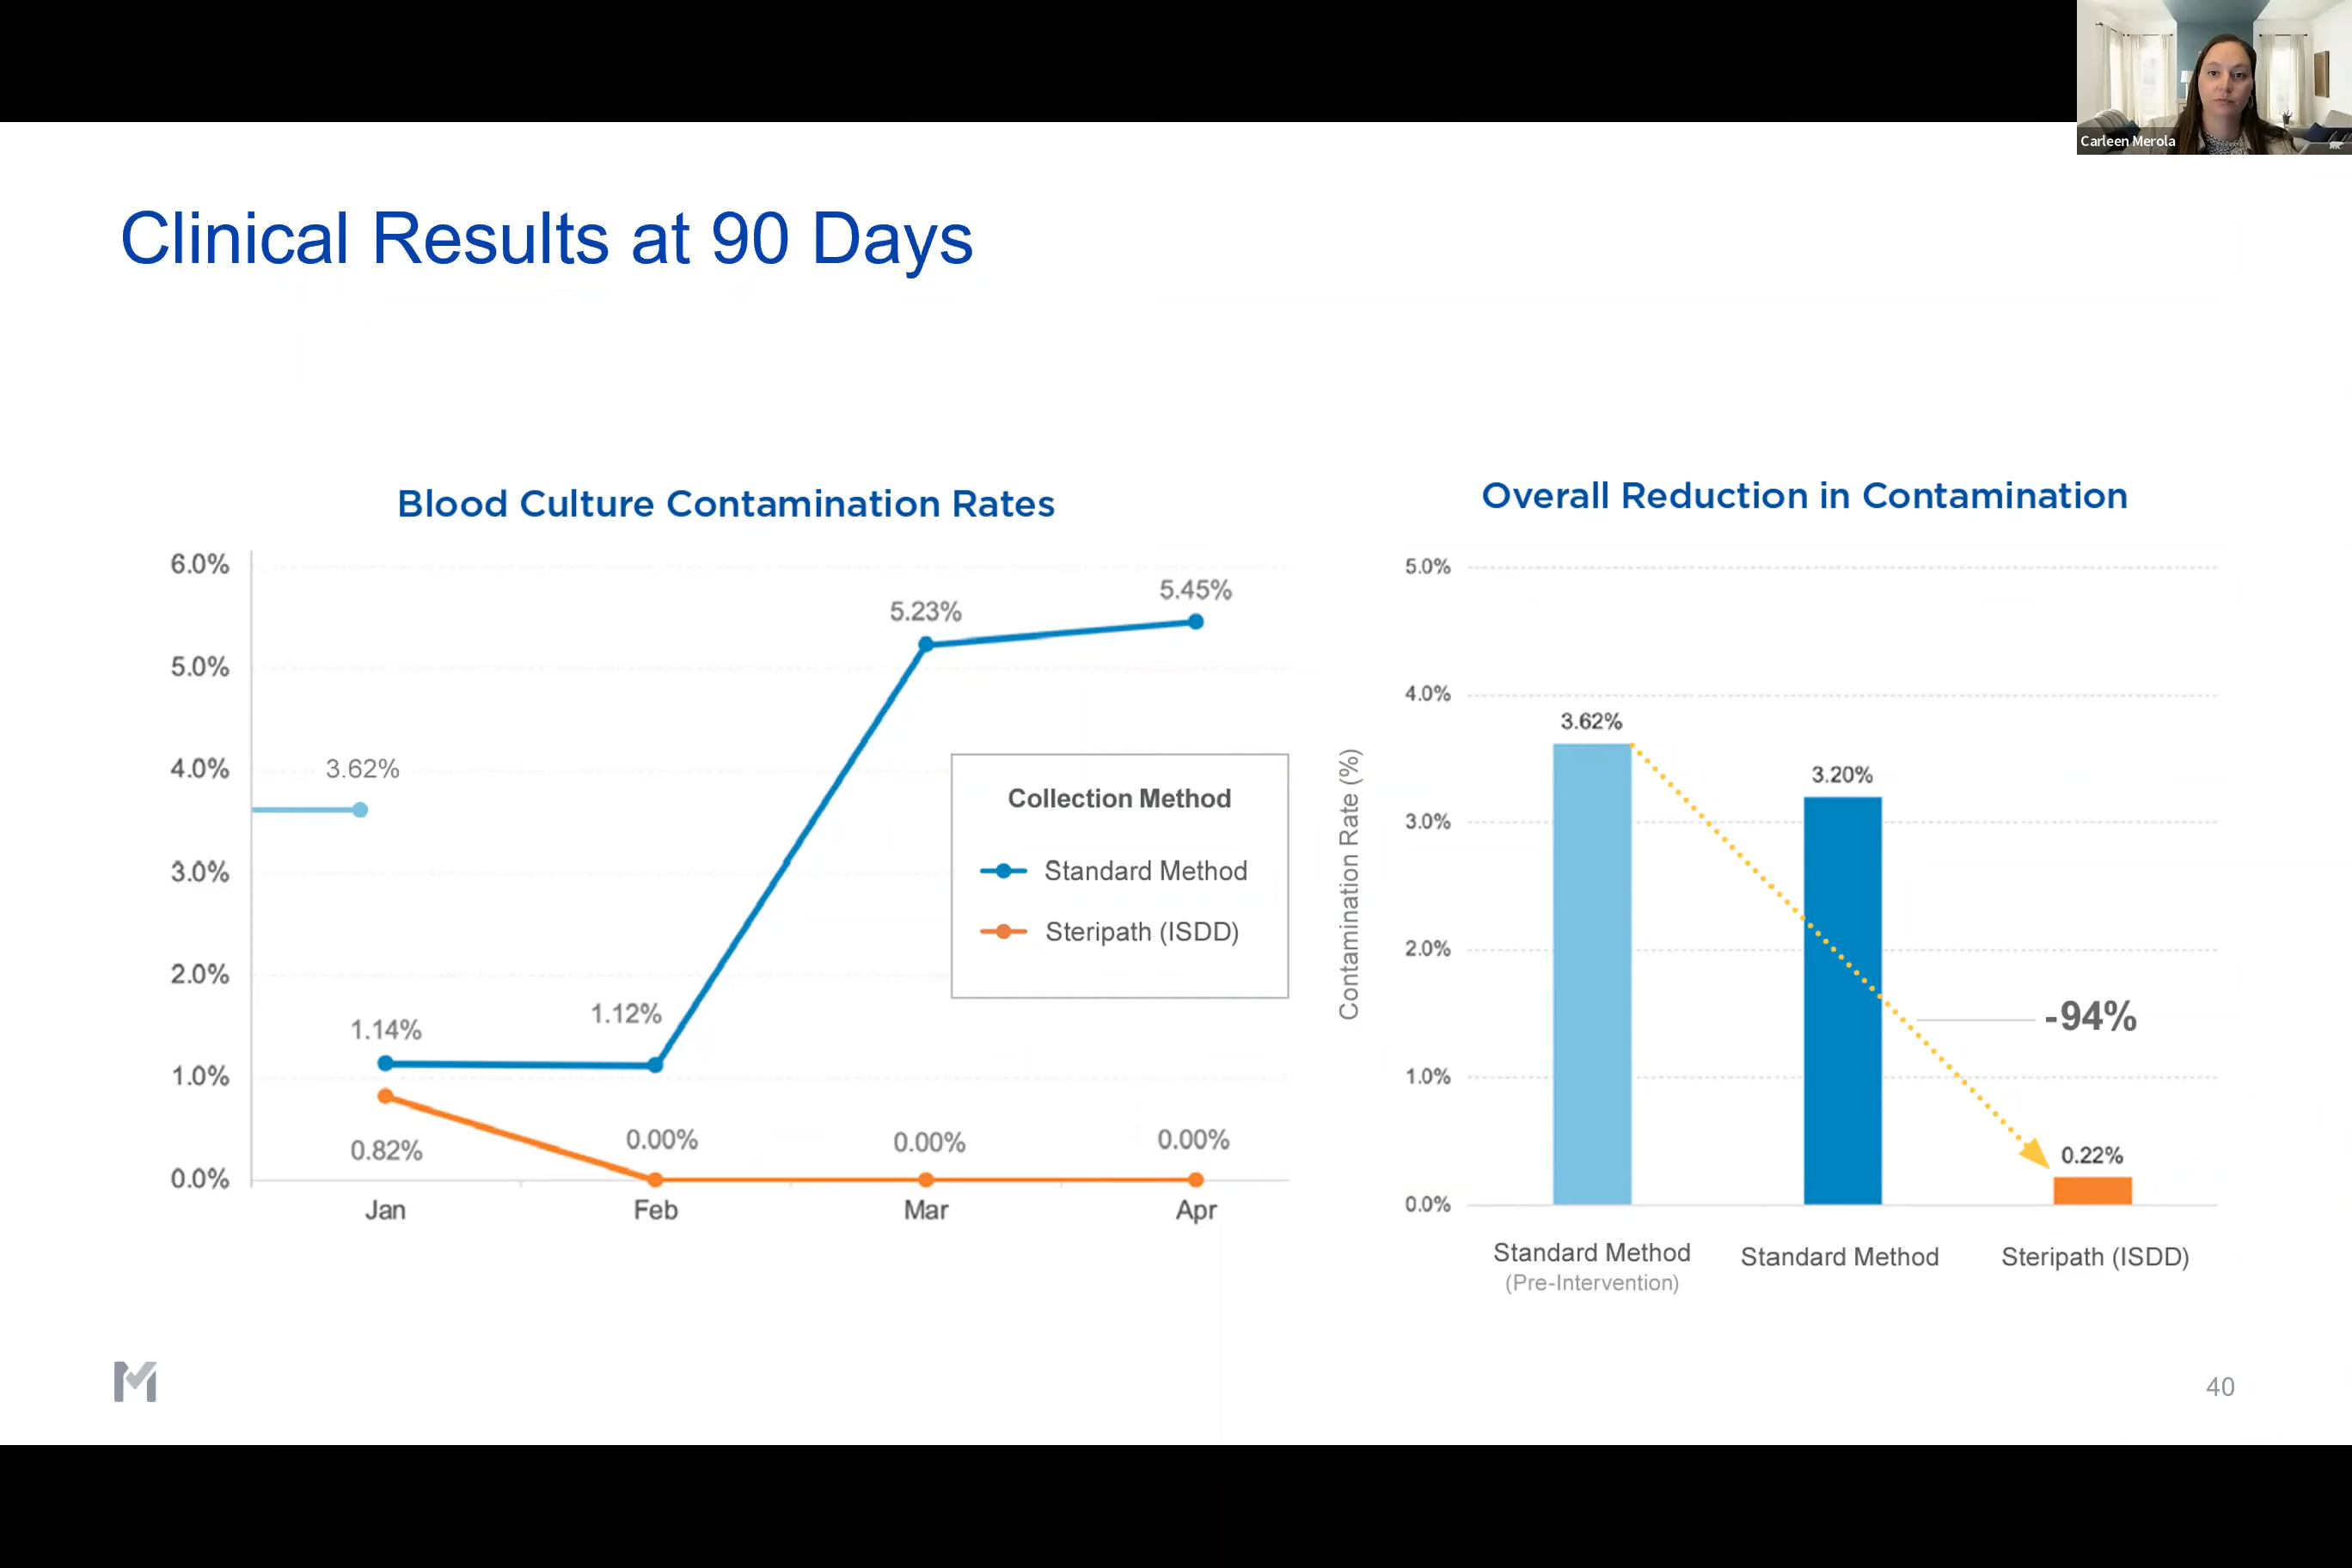 Carleen Merola
Clinical Results at 90 Days
Blood Culture Contamination Rates
6.0%
5.0%
4.0%
3.0%
2.0%
1.0%
0.0%
3.62%
1.14%
1.12%
5.23%
5.45%
0.82%
0.00%
0.00%
0.00%
Jan
Feb
Mar
Apr
Collection Method
Standard Method
Steripath (ISDD)
Overall Reduction in Contamination
Contamination Rate (%)
5.0%
4.0%
3.0%
2.0%
1.0%
0.0%
3.62%
3.20%
-94%
0.22%
Standard Method
(Pre-Intervention)
Standard Method
Steripath (ISDD)
40